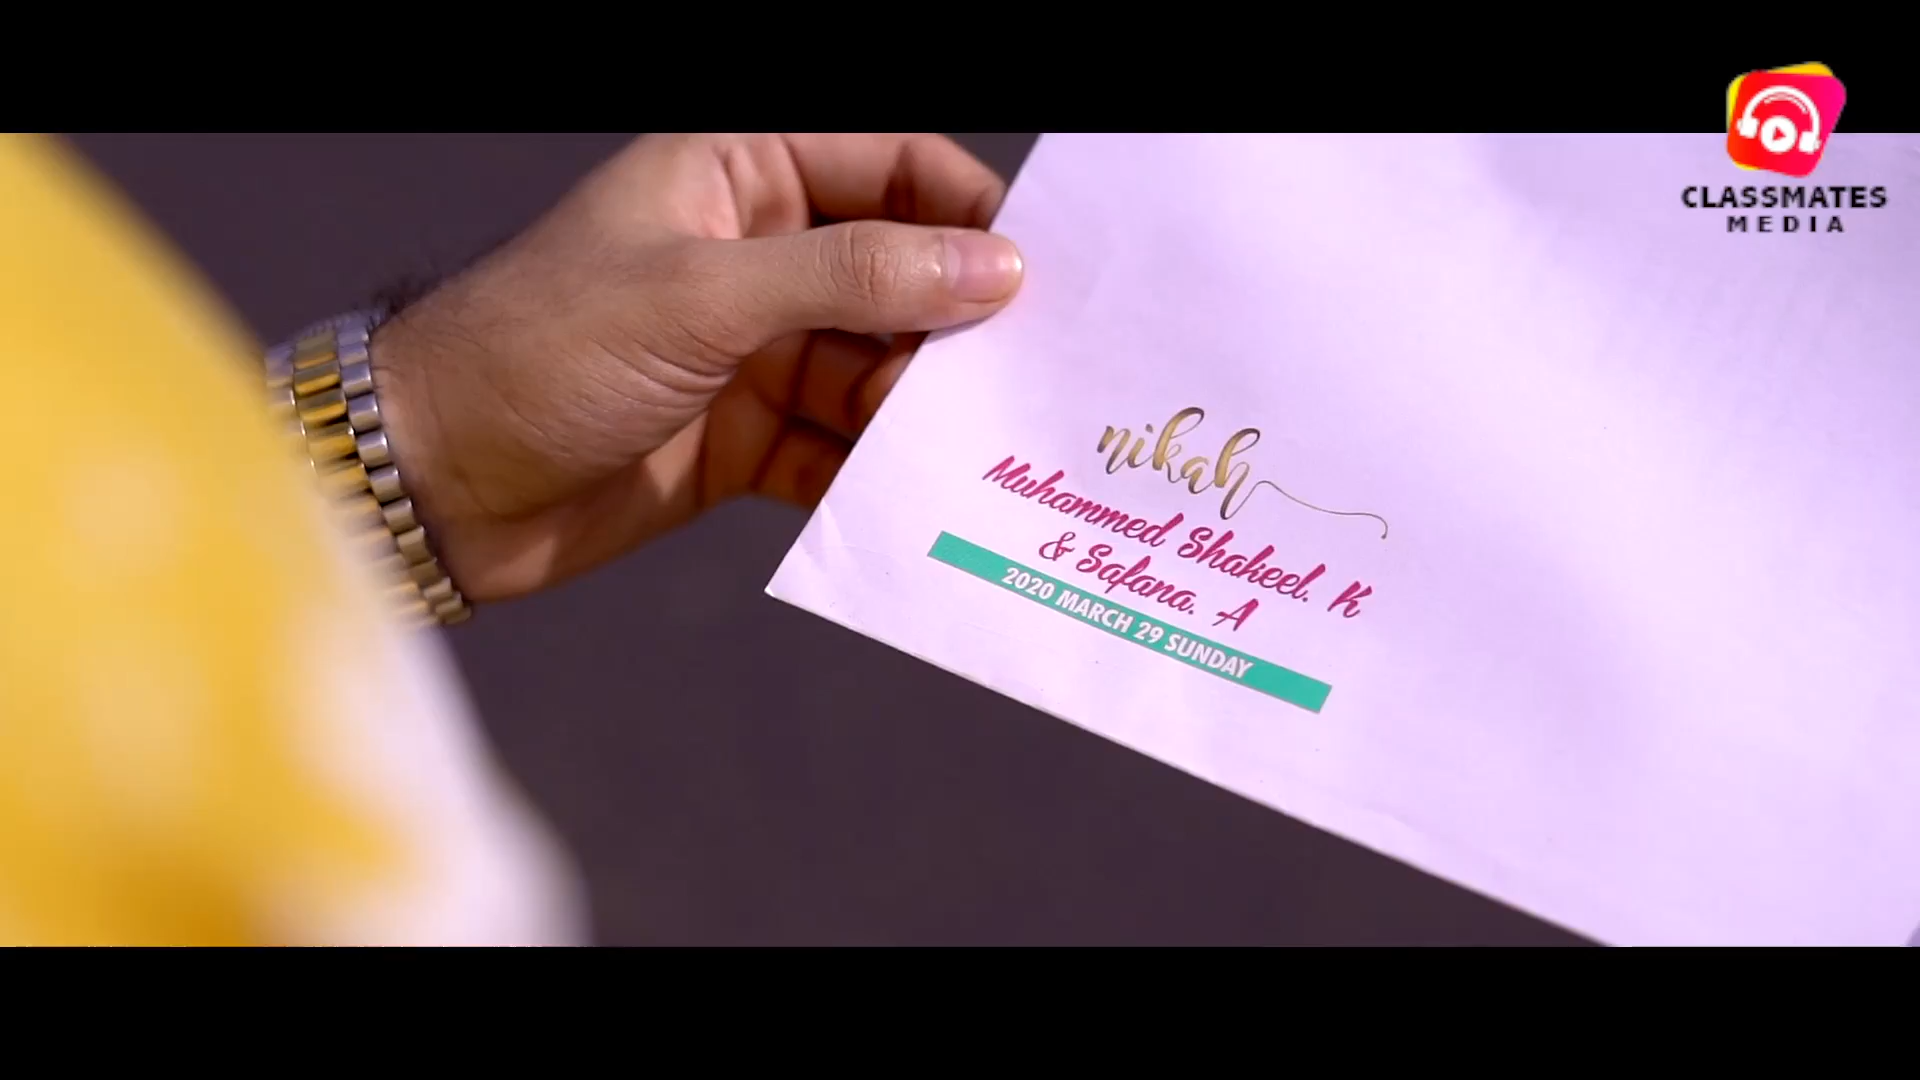 CLASSMATES
MEDIA
nikah
Muhammed Shakeel. K
& Safana. A
2020 MARCH 29 SUNDAY